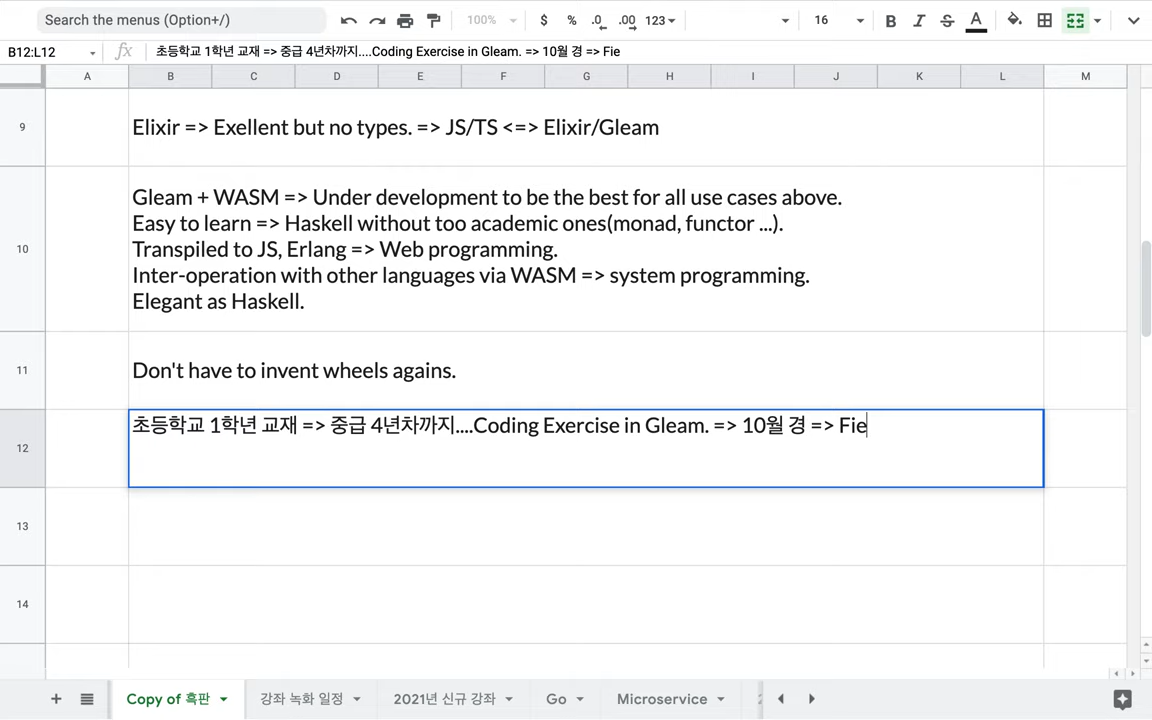 Search the menus (Option+/)
100%
$ % .0 .00 123
16
B I S A
B12:L12
fx
초등학교 1학년 교재 => 중급 4년차까지....Coding Exercise in Gleam. => 10월 경 => Fie
A B C D E F G H I J K L M
9
Elixir => Exellent but no types. => JS/TS <=> Elixir/Gleam
10
Gleam + WASM => Under development to be the best for all use cases above.
Easy to learn => Haskell without too academic ones(monad, functor ...).
Transpiled to JS, Erlang => Web programming.
Inter-operation with other languages via WASM => system programming.
Elegant as Haskell.
11
Don't have to invent wheels agains.
12
초등학교 1학년 교재 => 중급 4년차까지....Coding Exercise in Gleam. => 10월 경 => Fie
13
14
Copy of 흑판
강좌 녹화 일정
2021년 신규 강좌
Go
Microservice